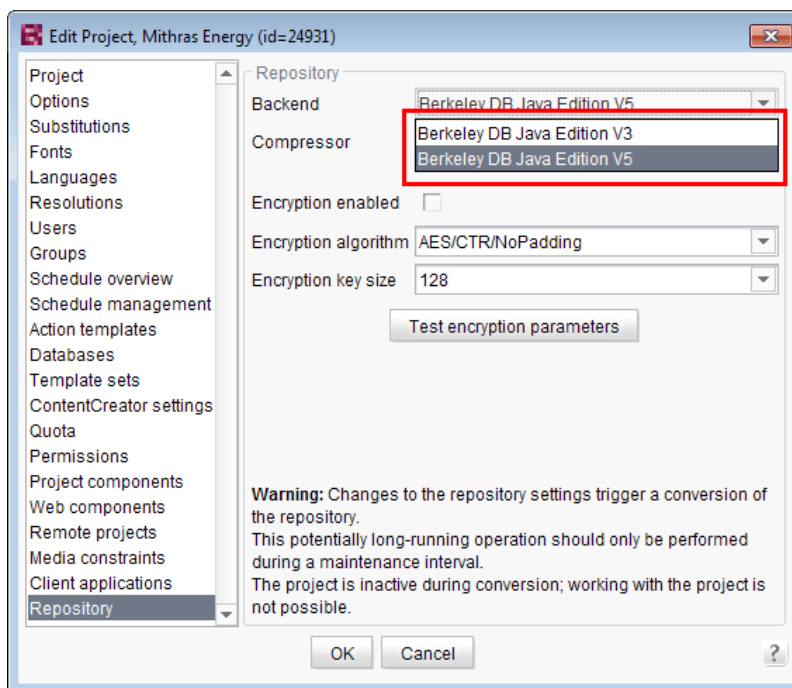 Edit Project, Mithras Energy (id=24931)
Project
Options
Substitutions
Fonts
Languages
Resolutions
Users
Groups
Schedule overview
Schedule management
Action templates
Databases
Template sets
ContentCreator settings
Quota
Permissions
Project components
Web components
Remote projects
Media constraints
Client applications
Repository
Repository
Backend Berkeley DB Java Edition V5
Compressor
Berkeley DB Java Edition V3
Berkeley DB Java Edition V5
Encryption enabled
Encryption algorithm AES/CTR/NoPadding
Encryption key size 128
Test encryption parameters
Warning: Changes to the repository settings trigger a conversion of
the repository.
This potentially long-running operation should only be performed
during a maintenance interval.
The project is inactive during conversion; working with the project is
not possible.
OK Cancel ?